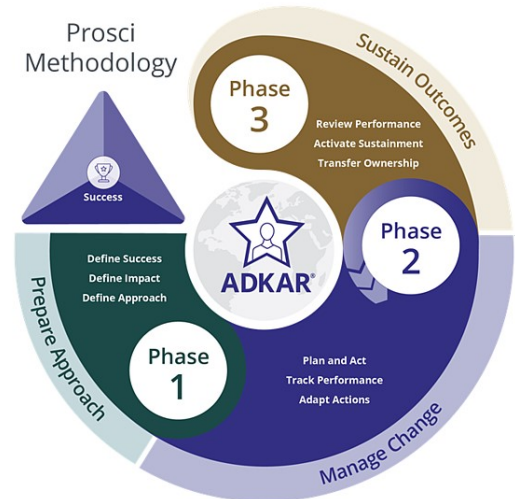 Prosci
Methodology
Success
Phase
1
Define Success
Define Impact
Define Approach
Prepare Approach
Phase
2
Plan and Act
Track Performance
Adapt Actions
Manage Change
Phase
3
Review Performance
Activate Sustainment
Transfer Ownership
Sustain Outcomes
ADKAR®